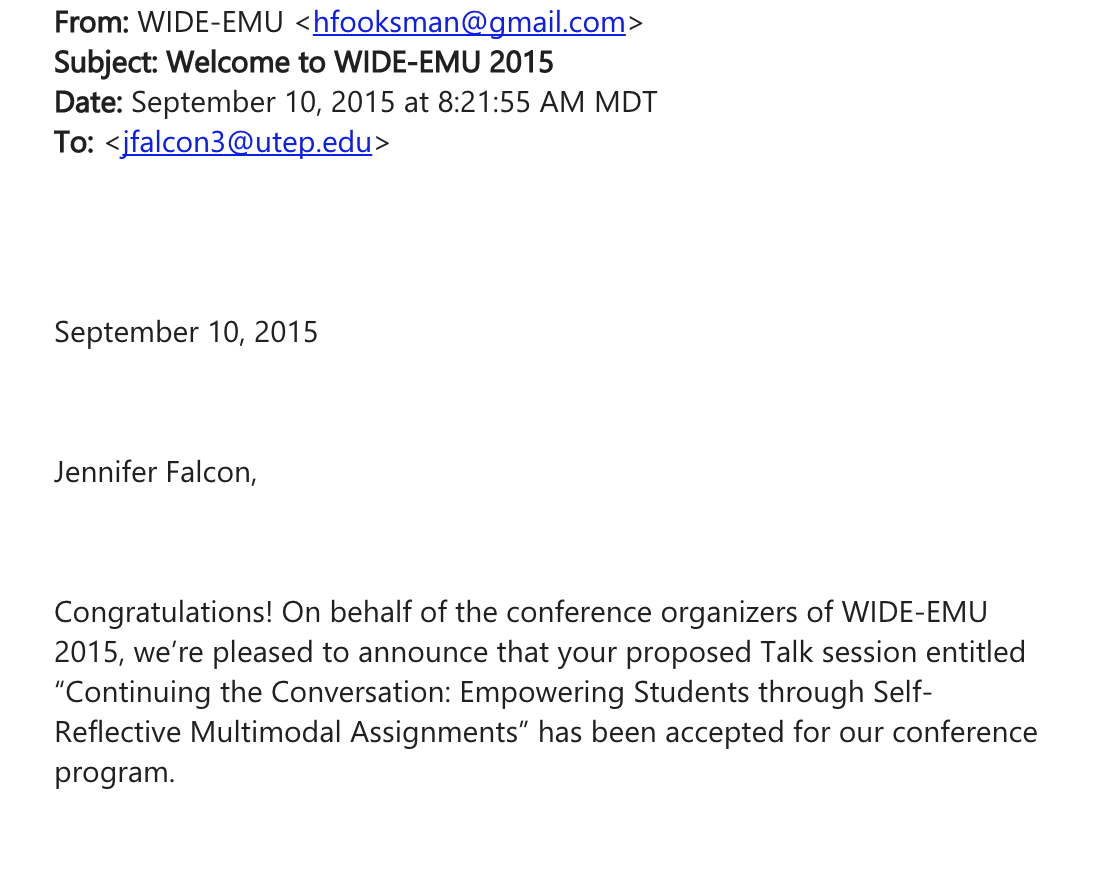 From: WIDE-EMU <hfooksman@gmail.com>
Subject: Welcome to WIDE-EMU 2015
Date: September 10, 2015 at 8:21:55 AM MDT
To: <jfalcon3@utep.edu>
September 10, 2015
Jennifer Falcon,
Congratulations! On behalf of the conference organizers of WIDE-EMU
2015, we’re pleased to announce that your proposed Talk session entitled
“Continuing the Conversation: Empowering Students through Self-
Reflective Multimodal Assignments” has been accepted for our conference
program.